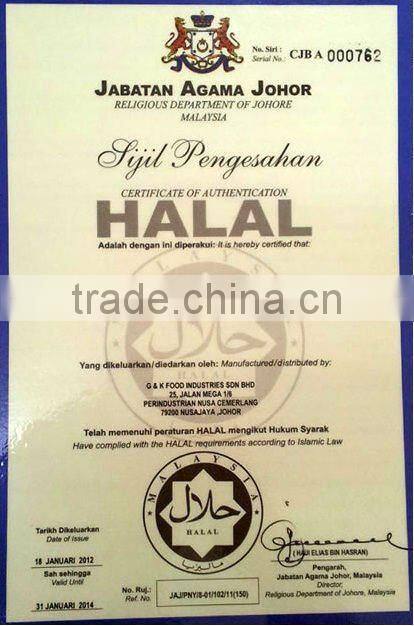 No. Siri :
Serial No.: CJB A 000762
JABATAN AGAMA JOHOR
RELIGIOUS DEPARTMENT OF JOHORE
MALAYSIA
Sijil Pengesahan
CERTIFICATE OF AUTHENTICATION
HALAL
Adalah dengan ini diperakui: It is hereby certified that:
MALAYSIA
trade.china.cn
حلال
HALAL
Yang dikeluarkan/diedarkan oleh: Manufactured/distributed by:
G & K FOOD INDUSTRIES SDN BHD
25, JALAN MEGA 1/6
PERINDUSTRIAN NUSA CEMERLANG
79200 NUSAJAYA ,JOHOR
Telah memenuhi peraturan HALAL mengikut Hukum Syarak
Have complied with the HALAL requirements according to Islamic Law
MALAYSIA
حلال
HALAL
ماليزيا
Tarikh Dikeluarkan
Date of Issue
18 JANUARI 2012
Sah sehingga
Valid Until
31 JANUARI 2014
No. Ruj.:
Ref. No.
JAJ/PNY/8-01/102/11(150)
(HAJI ELIAS BIN HASRAN)
Pengarah,
Jabatan Agama Johor, Malaysia
Director,
Religious Department of Johore, Malaysia